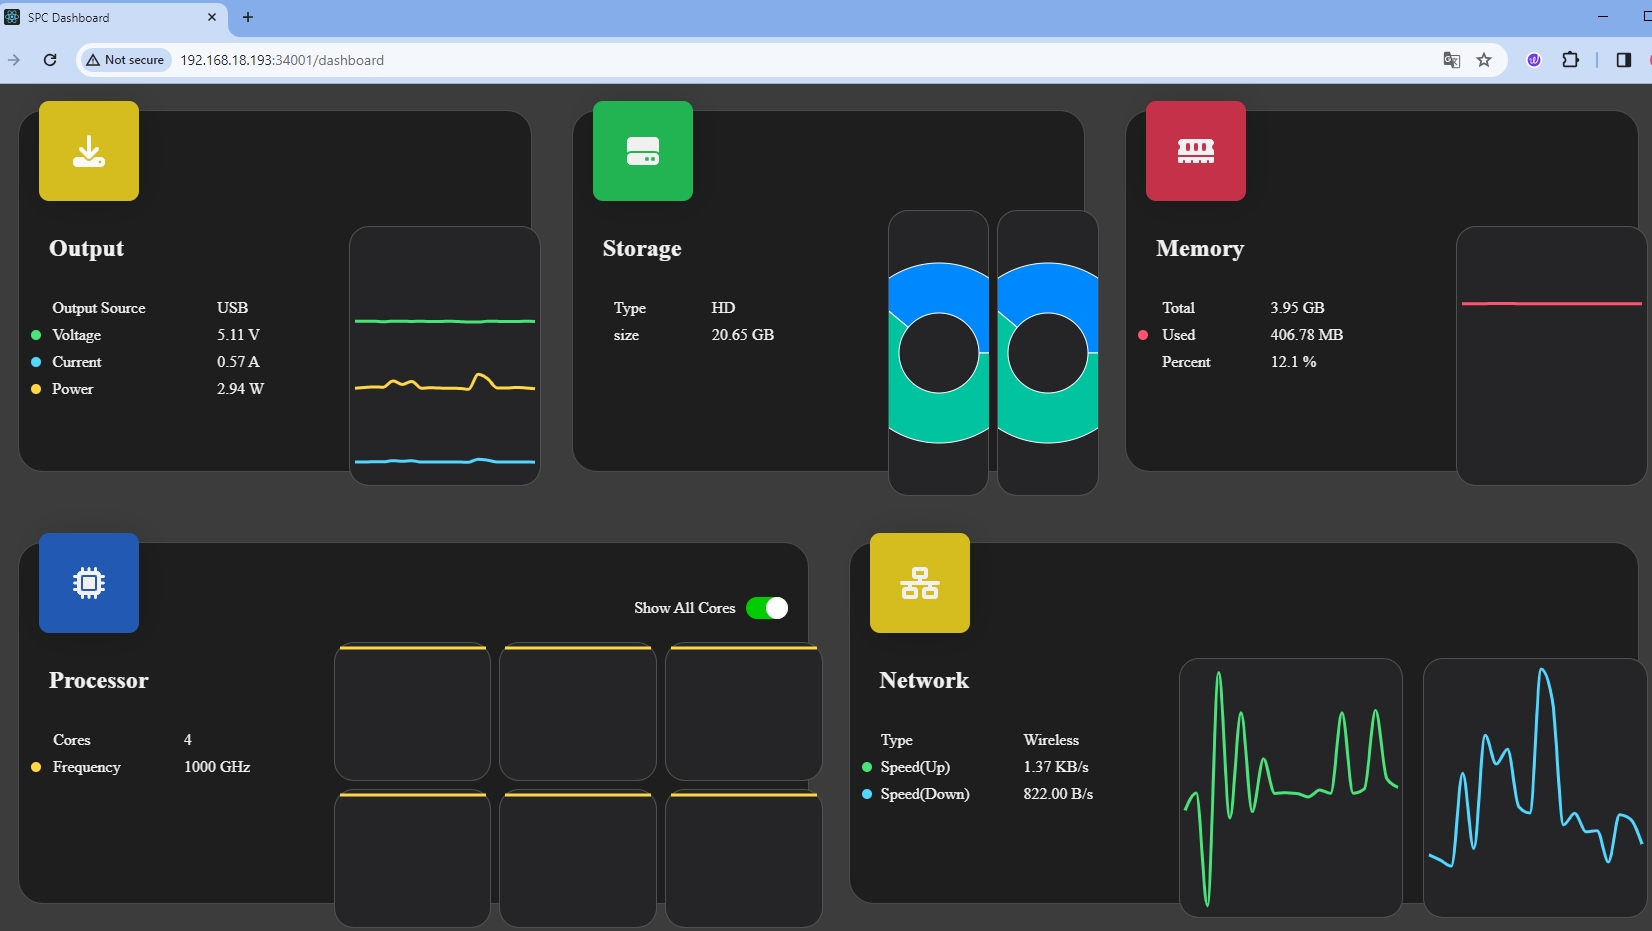 SPC Dashboard
Not secure
192.168.18.193:34001/dashboard
Output
Output Source USB
Voltage 5.11 V
Current 0.57 A
Power 2.94 W
Storage
Type HD
size 20.65 GB
Memory
Total 3.95 GB
Used 406.78 MB
Percent 12.1 %
Processor
Show All Cores
Cores 4
Frequency 1000 GHz
Network
Type Wireless
Speed(Up) 1.37 KB/s
Speed(Down) 822.00 B/s